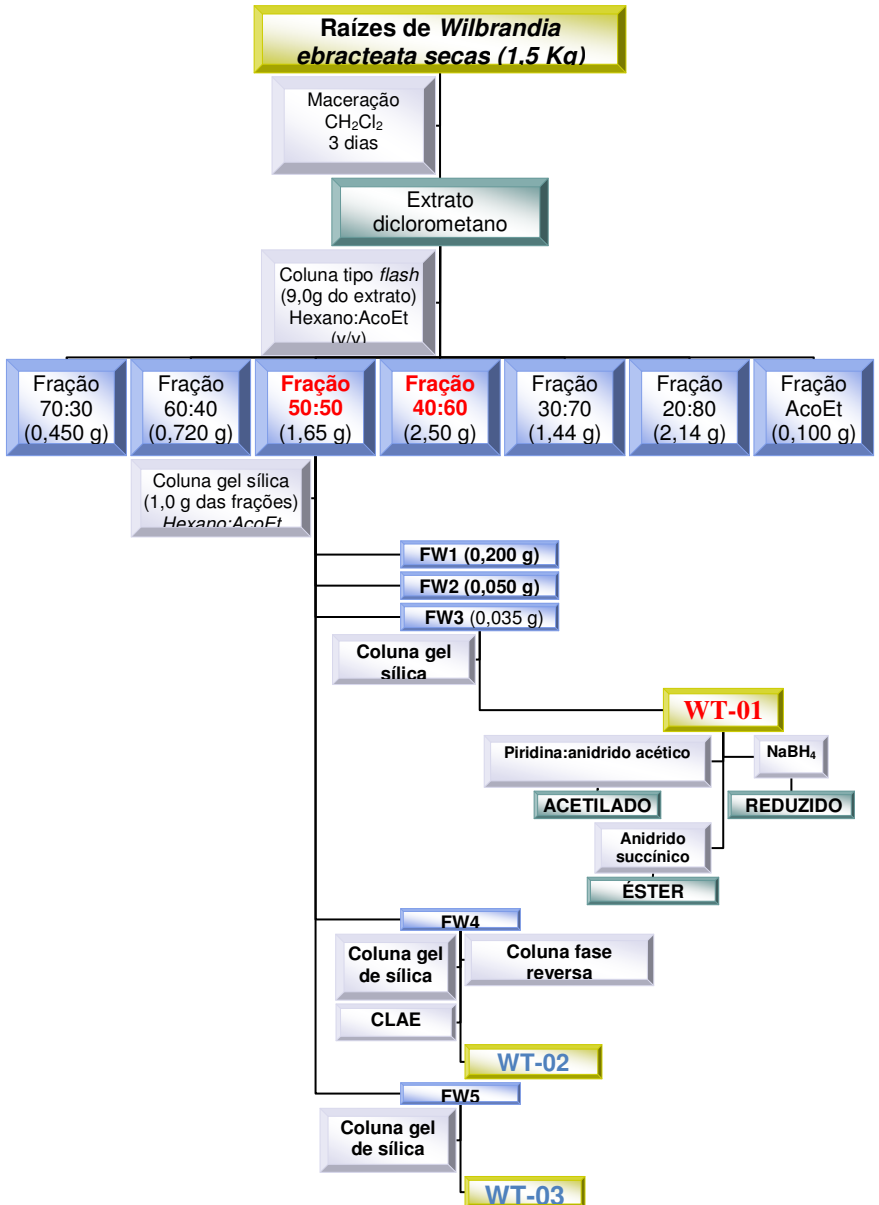 Raízes de Wilbrandia
ebracteata secas (1,5 Kg)
Maceração
CH₂Cl₂
3 dias
Extrato
diclorometano
Coluna tipo flash
(9,0g do extrato)
Hexano:AcoEt
(v/v)
Fração
70:30
(0,450 g)
Fração
60:40
(0,720 g)
Fração
50:50
(1,65 g)
Fração
40:60
(2,50 g)
Fração
30:70
(1,44 g)
Fração
20:80
(2,14 g)
Fração
AcoEt
(0,100 g)
Coluna gel sílica
(1,0 g das frações)
Hexano:AcoEt
FW1 (0,200 g)
FW2 (0,050 g)
FW3 (0,035 g)
Coluna gel
sílica
WT-01
Piridina:anidrido acético
NaBH₄
ACETILADO
REDUZIDO
Anidrido
succínico
ÉSTER
FW4
Coluna gel
de sílica
Coluna fase
reversa
CLAE
WT-02
FW5
Coluna gel
de sílica
WT-03